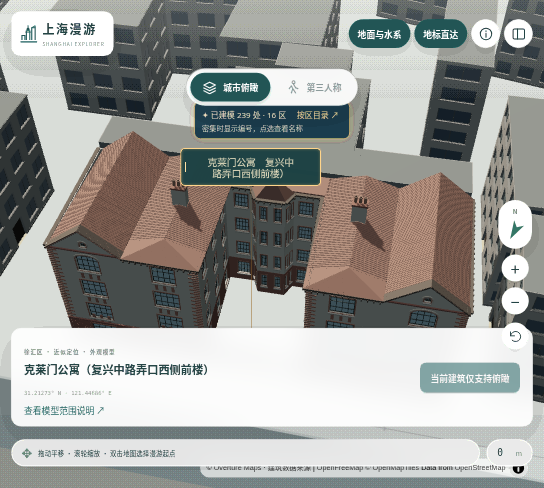 上海漫游
SHANGHAI EXPLORER
地面与水系
地标直达
城市俯瞰
第三人称
✦ 已建模 239 处 · 16 区 按区目录 ↗
密集时显示编号，点选查看名称
克莱门公寓 复兴中
路弄口西侧前楼）
N
+
−
徐汇区 · 近似定位 · 外观模型
克莱门公寓（复兴中路弄口西侧前楼）
31.21273° N · 121.44686° E
查看模型范围说明 ↗
当前建筑仅支持俯瞰
拖动平移 · 滚轮缩放 · 双击地图选择漫游起点
0 m
© Overture Maps · 建筑数据来源 | OpenFreeMap © OpenMapTiles Data from OpenStreetMap